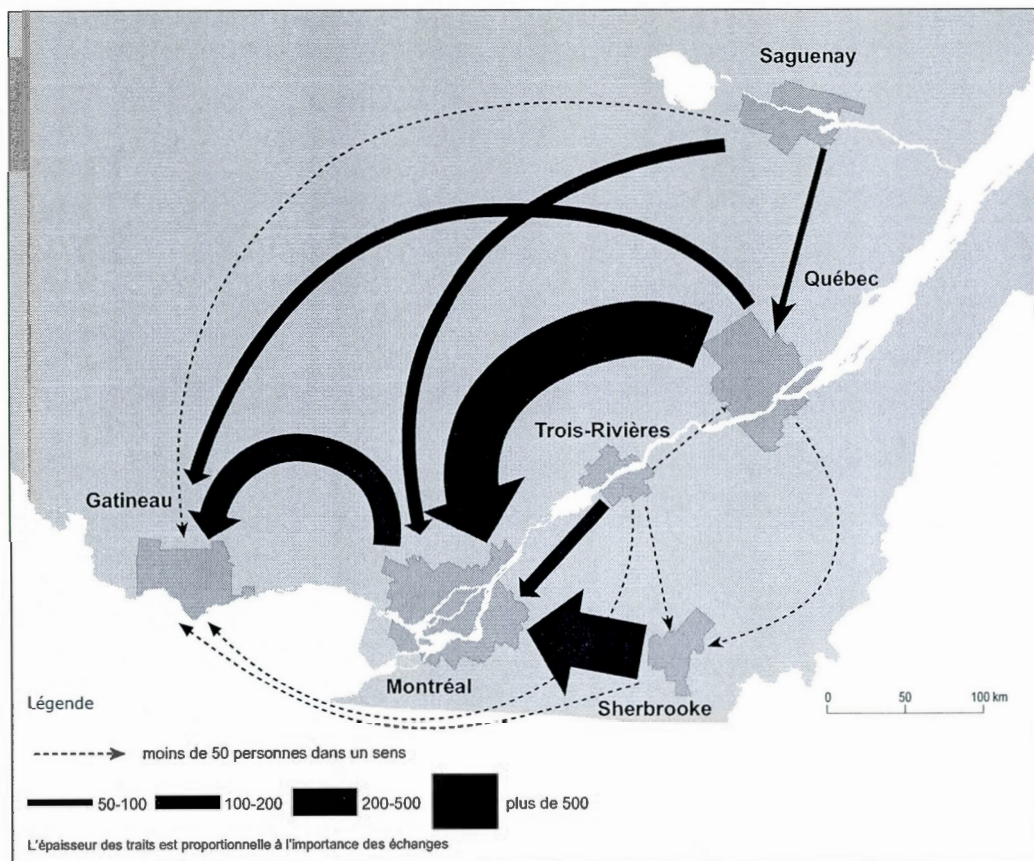 Saguenay
Québec
Trois-Rivières
Gatineau
Montréal
Sherbrooke
0 50 100 km
Légende
moins de 50 personnes dans un sens
50-100 100-200 200-500 plus de 500
L'épaisseur des traits est proportionnelle à l'importance des échanges